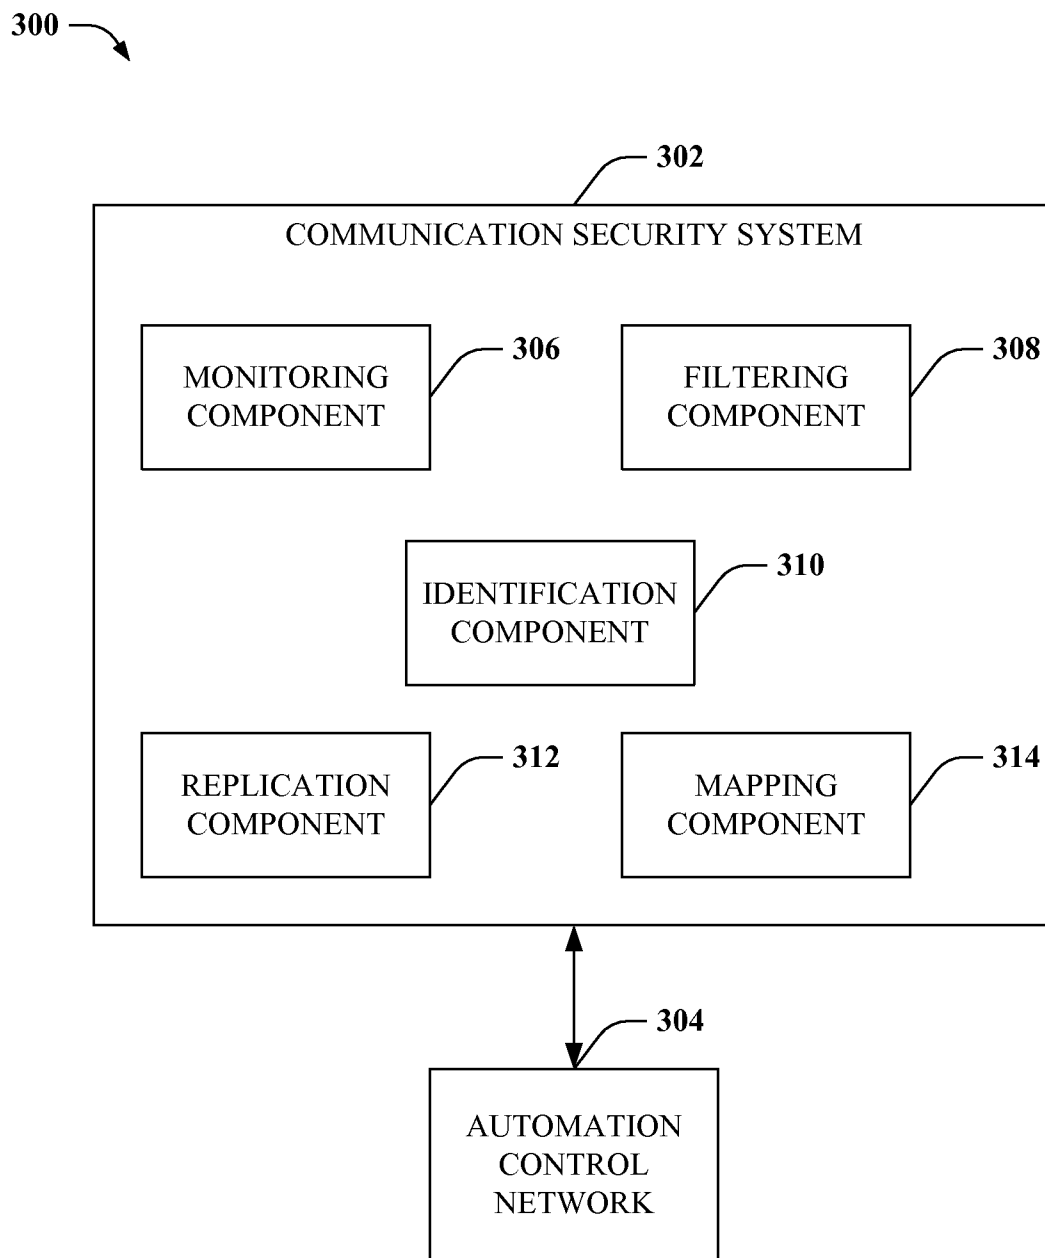 300
302
COMMUNICATION SECURITY SYSTEM
306
MONITORING
COMPONENT
308
FILTERING
COMPONENT
310
IDENTIFICATION
COMPONENT
312
REPLICATION
COMPONENT
314
MAPPING
COMPONENT
304
AUTOMATION
CONTROL
NETWORK